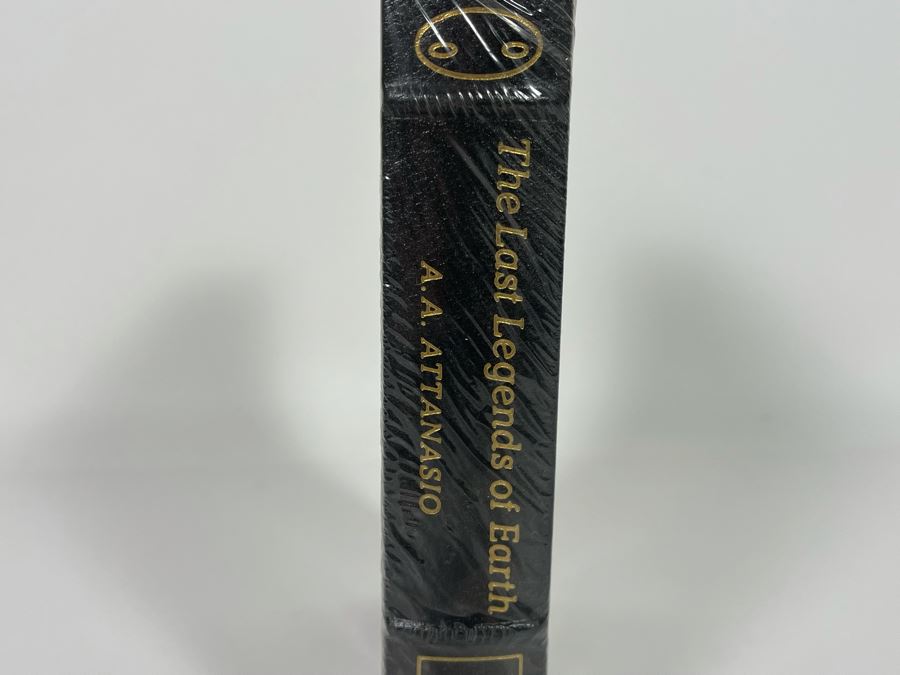 The Last Legends of Earth
A. A. ATTANASIO